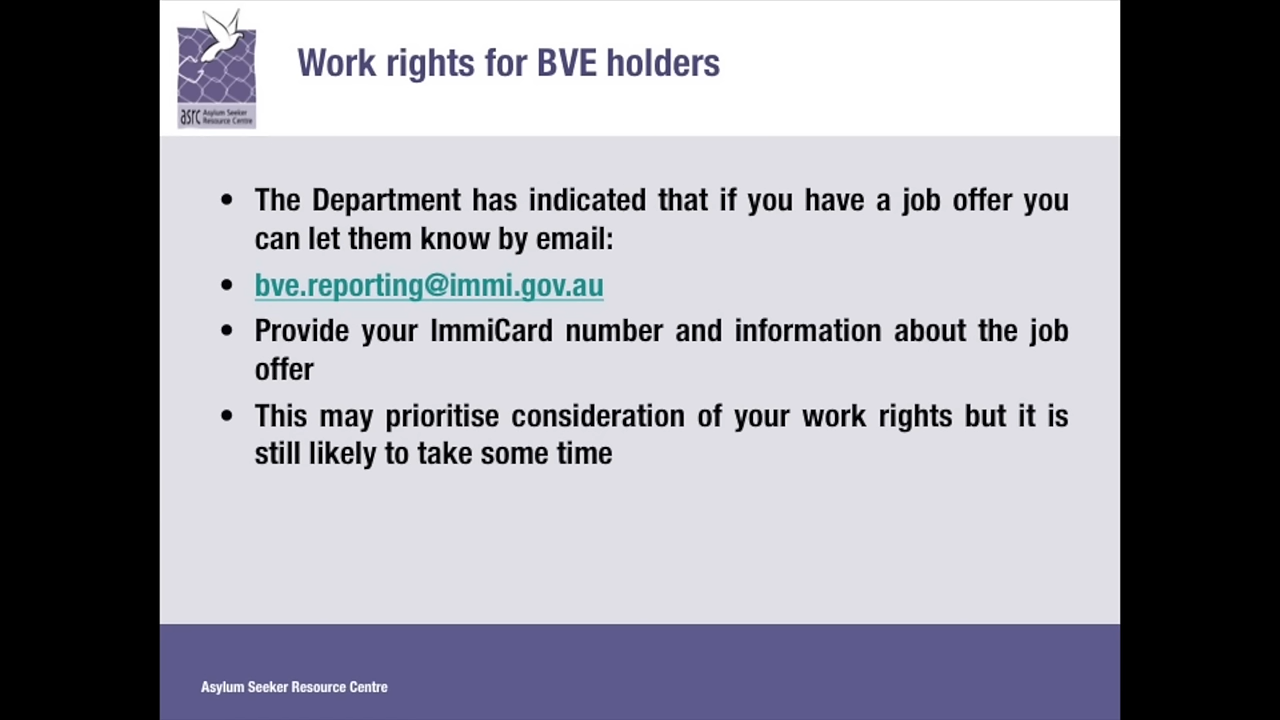 Work rights for BVE holders
asrc Asylum Seeker
Resource Centre
• The Department has indicated that if you have a job offer you
can let them know by email:
• bve.reporting@immi.gov.au
• Provide your ImmiCard number and information about the job
offer
• This may prioritise consideration of your work rights but it is
still likely to take some time
Asylum Seeker Resource Centre